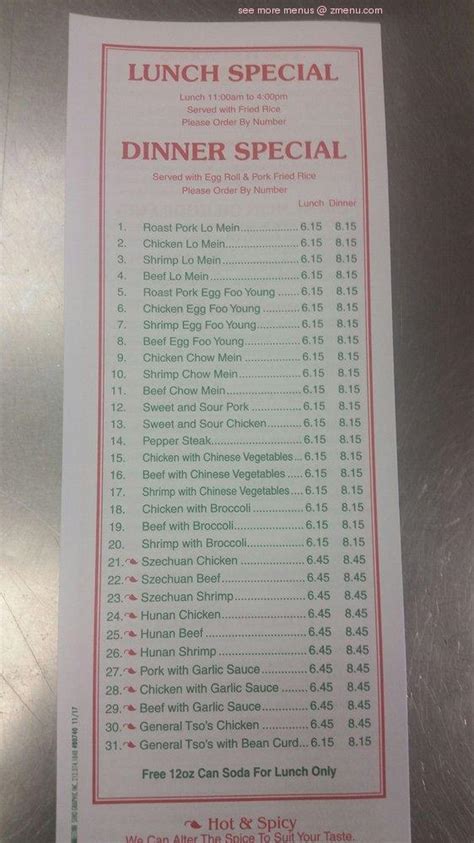 see more menus @ zmenu.com
LUNCH SPECIAL
Lunch 11:00am to 4:00pm
Served with Fried Rice
Please Order By Number
DINNER SPECIAL
Served with Egg Roll & Pork Fried Rice
Please Order By Number
Lunch Dinner
1. Roast Pork Lo Mein.................. 6.15 8.15
2. Chicken Lo Mein...................... 6.15 8.15
3. Shrimp Lo Mein....................... 6.15 8.15
4. Beef Lo Mein........................... 6.15 8.15
5. Roast Pork Egg Foo Young ....... 6.15 8.15
6. Chicken Egg Foo Young ........... 6.15 8.15
7. Shrimp Egg Foo Young............. 6.15 8.15
8. Beef Egg Foo Young................. 6.15 8.15
9. Chicken Chow Mein ................. 6.15 8.15
10. Shrimp Chow Mein................... 6.15 8.15
11. Beef Chow Mein....................... 6.15 8.15
12. Sweet and Sour Pork ................ 6.15 8.15
13. Sweet and Sour Chicken........... 6.15 8.15
14. Pepper Steak............................ 6.15 8.15
15. Chicken with Chinese Vegetables ... 6.15 8.15
16. Beef with Chinese Vegetables ..... 6.15 8.15
17. Shrimp with Chinese Vegetables .... 6.15 8.15
18. Chicken with Broccoli................ 6.15 8.15
19. Beef with Broccoli..................... 6.15 8.15
20. Shrimp with Broccoli................. 6.15 8.15
21. Szechuan Chicken .................... 6.45 8.45
22. Szechuan Beef......................... 6.45 8.45
23. Szechuan Shrimp...................... 6.45 8.45
24. Hunan Chicken......................... 6.45 8.45
25. Hunan Beef.............................. 6.45 8.45
26. Hunan Shrimp .......................... 6.45 8.45
27. Pork with Garlic Sauce.............. 6.45 8.45
28. Chicken with Garlic Sauce ........ 6.45 8.45
29. Beef with Garlic Sauce.............. 6.45 8.45
30. General Tso's Chicken .............. 6.45 8.45
31. General Tso's with Bean Curd... 6.15 8.45
Free 12oz Can Soda For Lunch Only
Hot & Spicy
We Can Alter The Spice To Suit Your Taste.
11/17